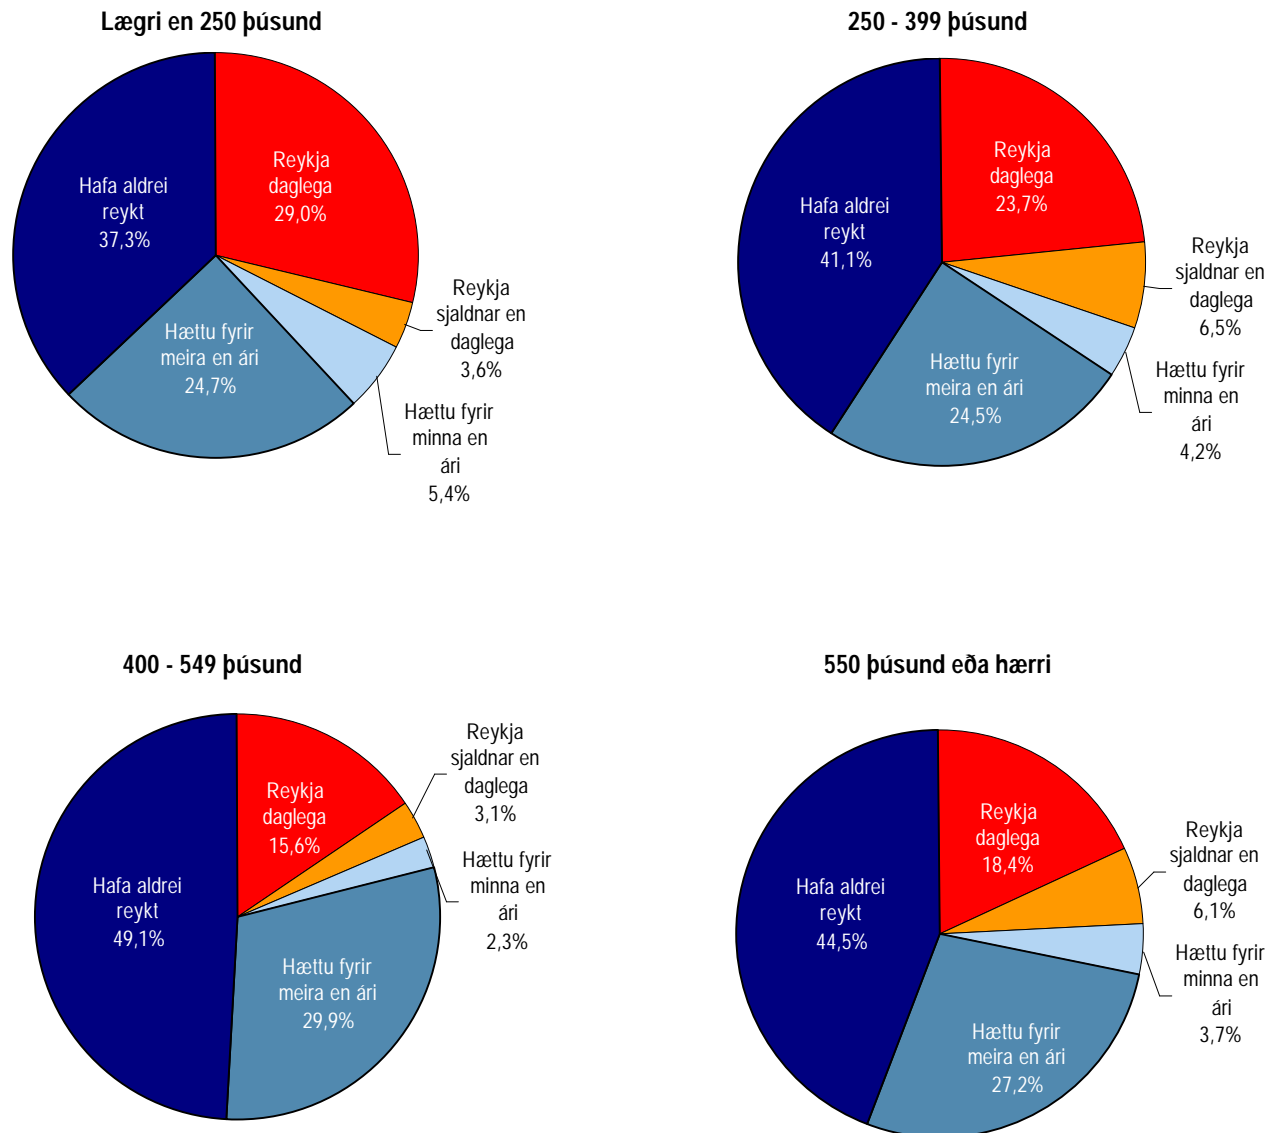 Lægri en 250 þúsund
Reykja
daglega
29,0%
Reykja
sjaldnar en
daglega
3,6%
Hættu fyrir
minna en
ári
5,4%
Hættu fyrir
meira en ári
24,7%
Hafa aldrei
reykt
37,3%
250 - 399 þúsund
Reykja
daglega
23,7%
Reykja
sjaldnar en
daglega
6,5%
Hættu fyrir
minna en
ári
4,2%
Hættu fyrir
meira en ári
24,5%
Hafa aldrei
reykt
41,1%
400 - 549 þúsund
Reykja
daglega
15,6%
Reykja
sjaldnar en
daglega
3,1%
Hættu fyrir
minna en
ári
2,3%
Hættu fyrir
meira en ári
29,9%
Hafa aldrei
reykt
49,1%
550 þúsund eða hærri
Reykja
daglega
18,4%
Reykja
sjaldnar en
daglega
6,1%
Hættu fyrir
minna en
ári
3,7%
Hættu fyrir
meira en ári
27,2%
Hafa aldrei
reykt
44,5%